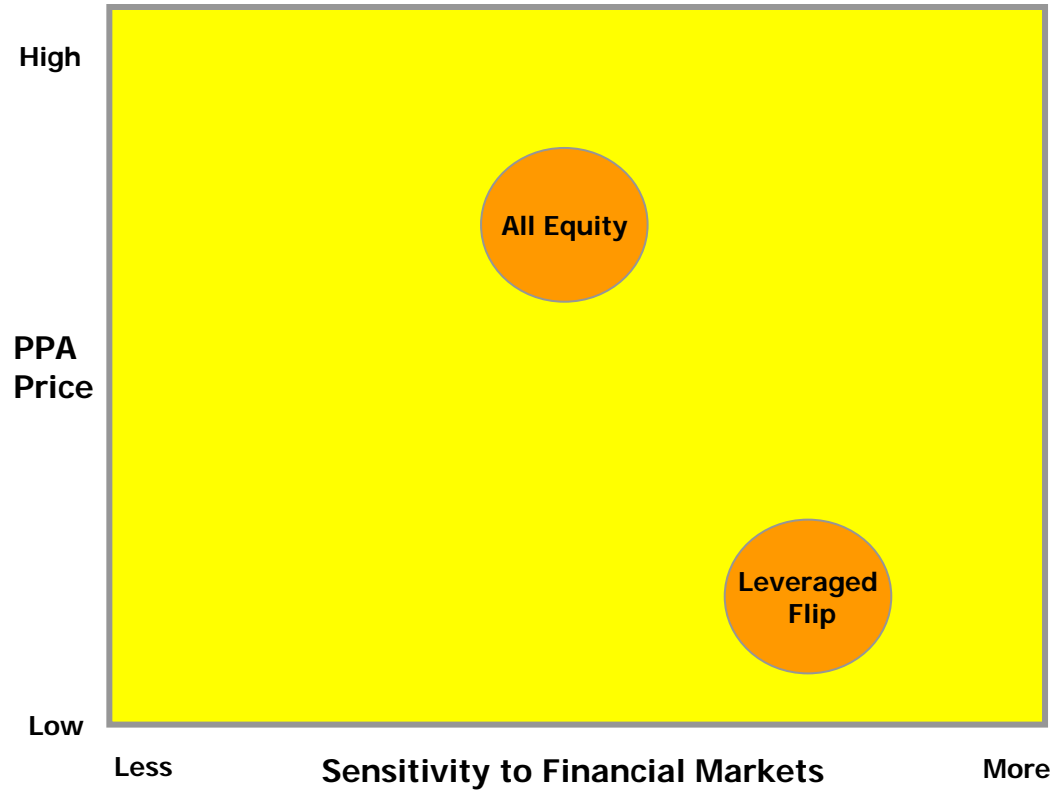 High
All Equity
PPA
Price
Leveraged
Flip
Low
Less
Sensitivity to Financial Markets
More